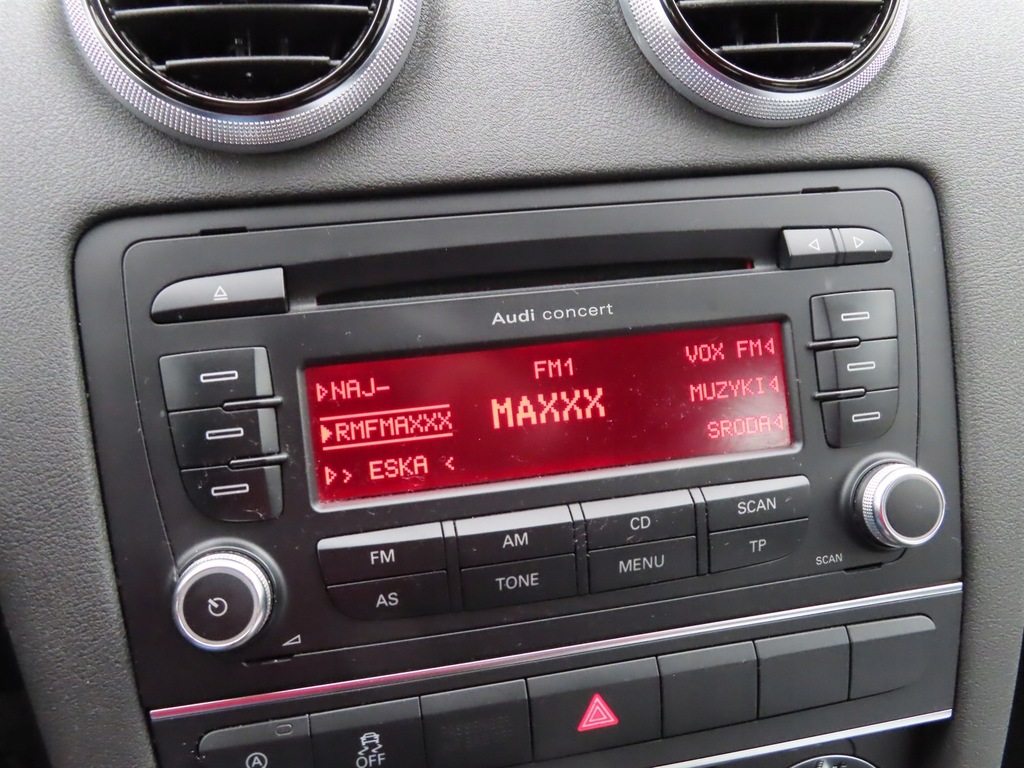 Audi concert
NAJ-
FM1
VOX FM
RMFMAXXX
MAXXX
MUZYKI
> ESKA <
SRODA
FM
AM
CD
SCAN
AS
TONE
MENU
TP
SCAN
A
OFF